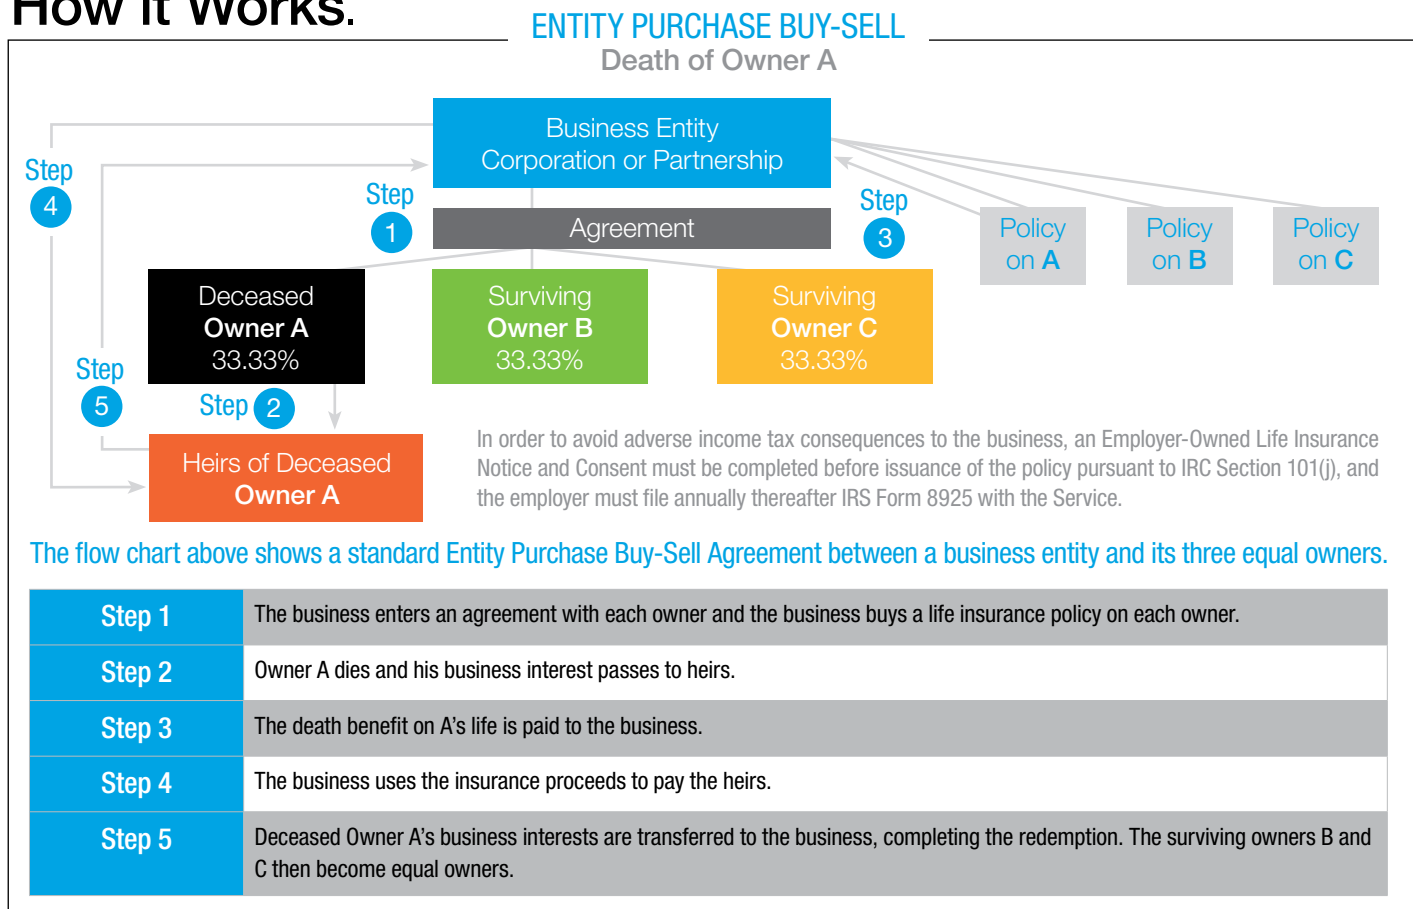 How It Works.
ENTITY PURCHASE BUY-SELL
Death of Owner A
Business Entity
Corporation or Partnership
Step
4
Step
1
Agreement
Step
3
Policy
on A
Policy
on B
Policy
on C
Deceased
Owner A
33.33%
Surviving
Owner B
33.33%
Surviving
Owner C
33.33%
Step
5
Step 2
Heirs of Deceased
Owner A
In order to avoid adverse income tax consequences to the business, an Employer-Owned Life Insurance
Notice and Consent must be completed before issuance of the policy pursuant to IRC Section 101(j), and
the employer must file annually thereafter IRS Form 8925 with the Service.
The flow chart above shows a standard Entity Purchase Buy-Sell Agreement between a business entity and its three equal owners.
Step 1
The business enters an agreement with each owner and the business buys a life insurance policy on each owner.
Step 2
Owner A dies and his business interest passes to heirs.
Step 3
The death benefit on A's life is paid to the business.
Step 4
The business uses the insurance proceeds to pay the heirs.
Step 5
Deceased Owner A's business interests are transferred to the business, completing the redemption. The surviving owners B and
C then become equal owners.